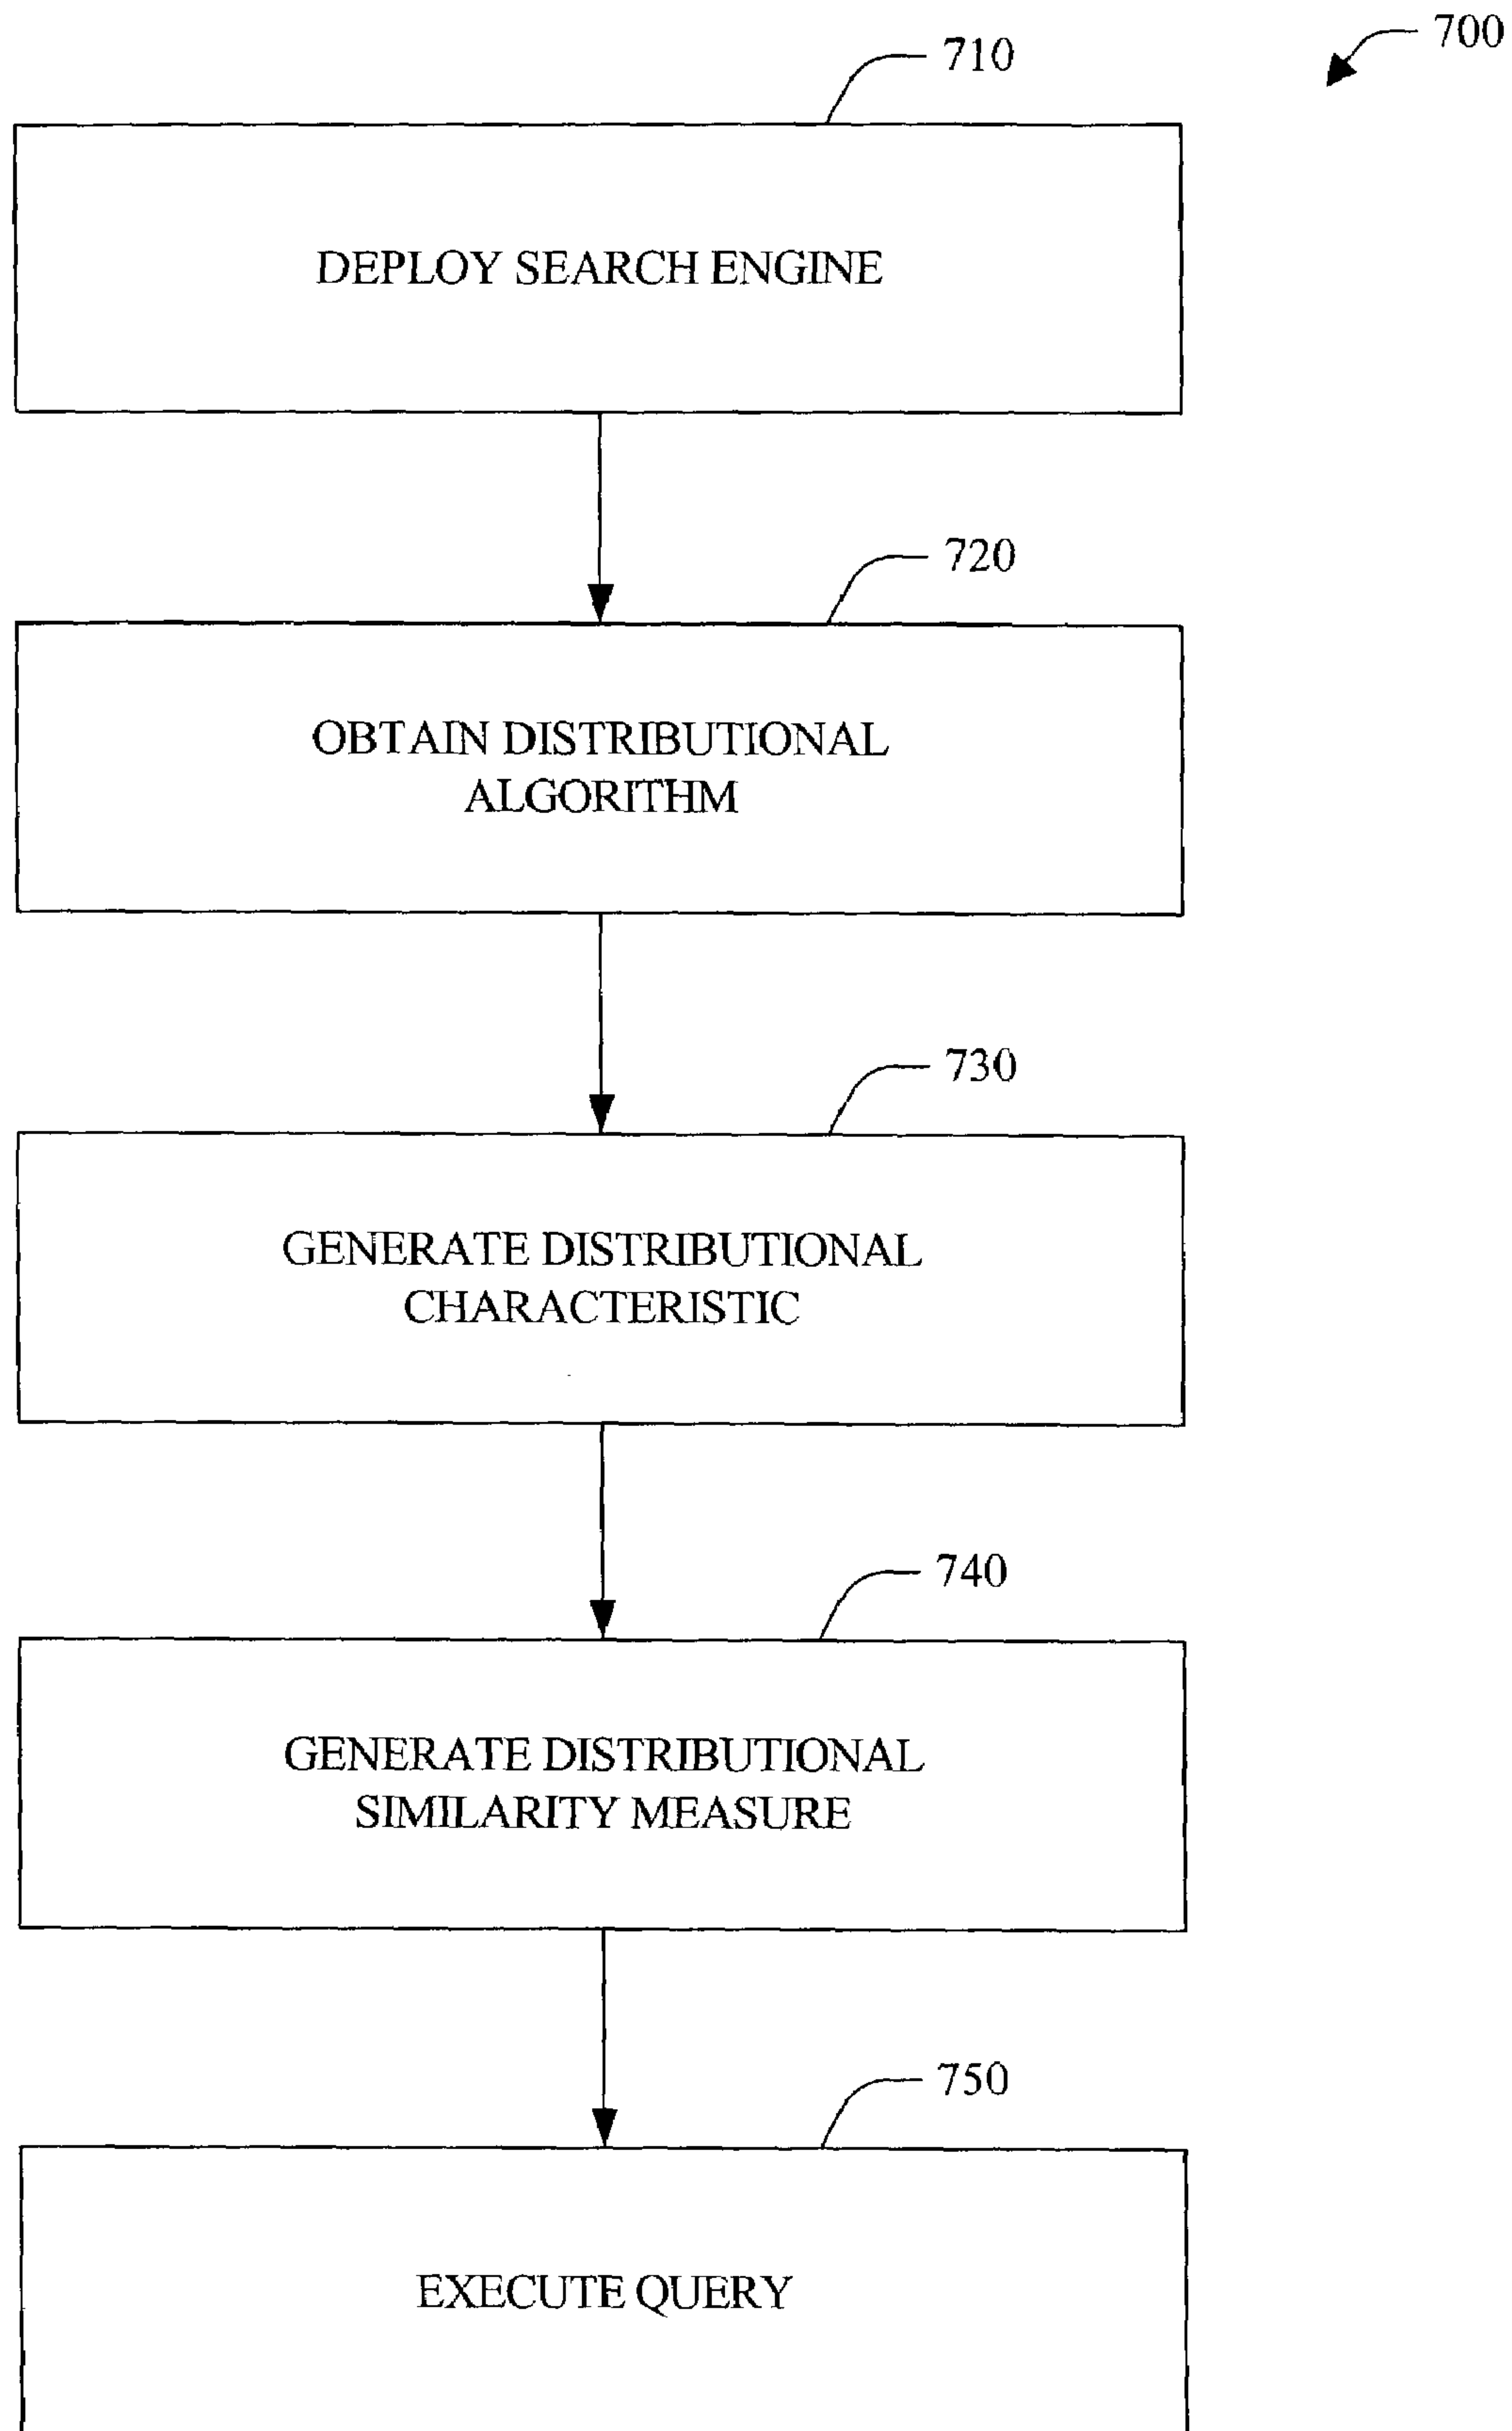 700
710
DEPLOY SEARCH ENGINE
720
OBTAIN DISTRIBUTIONAL
ALGORITHM
730
GENERATE DISTRIBUTIONAL
CHARACTERISTIC
740
GENERATE DISTRIBUTIONAL
SIMILARITY MEASURE
750
EXECUTE QUERY